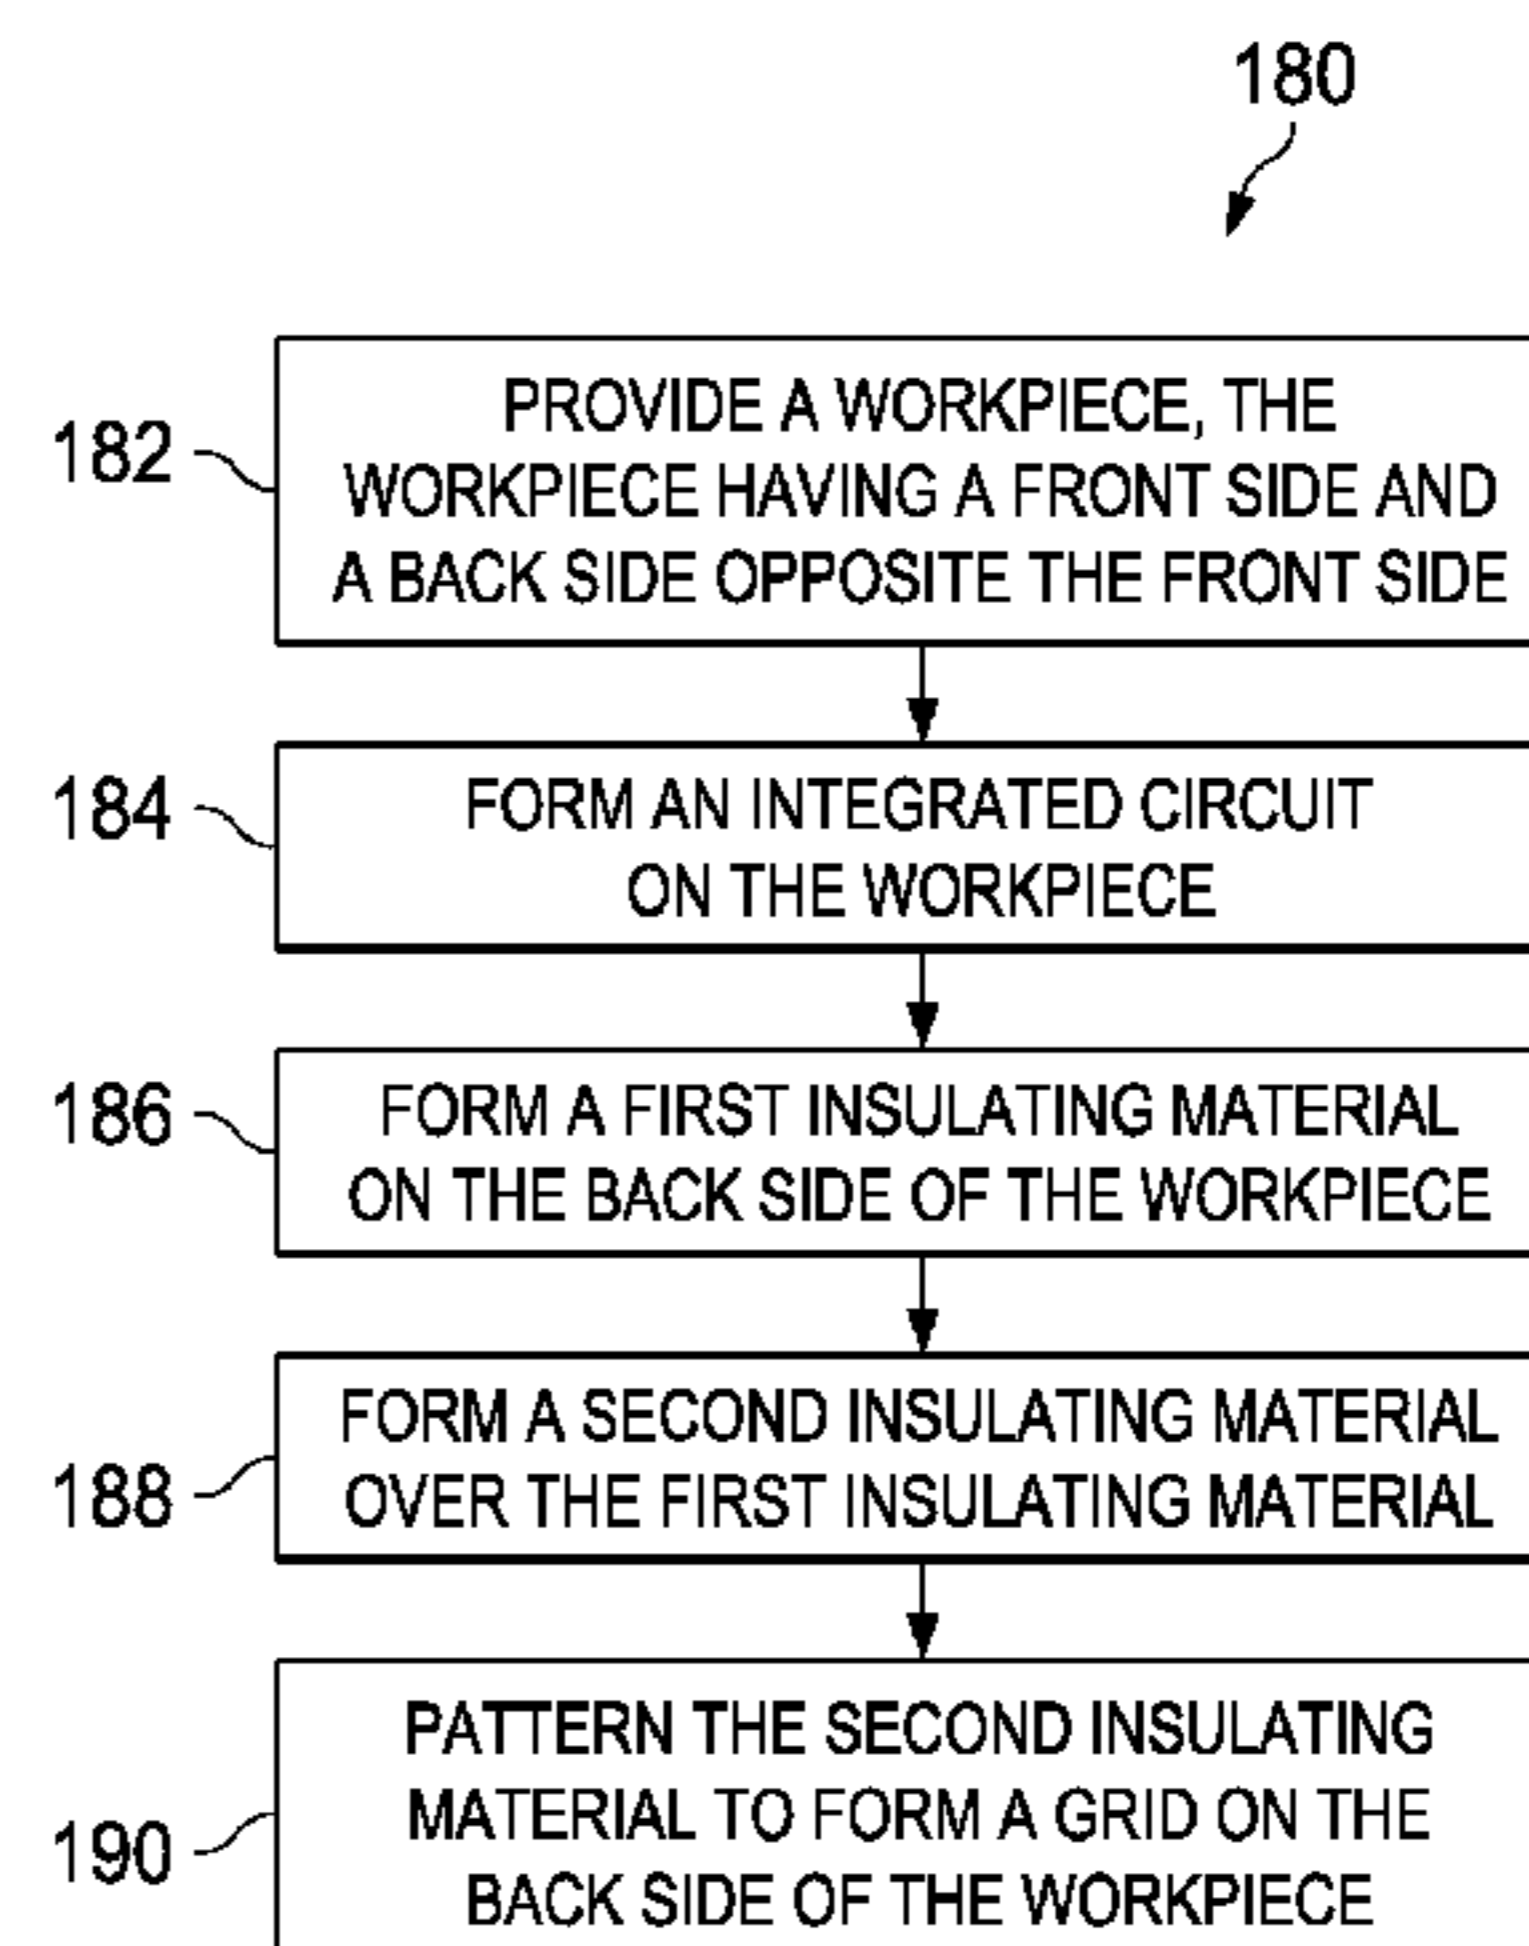 180
182
PROVIDE A WORKPIECE, THE
WORKPIECE HAVING A FRONT SIDE AND
A BACK SIDE OPPOSITE THE FRONT SIDE
184
FORM AN INTEGRATED CIRCUIT
ON THE WORKPIECE
186
FORM A FIRST INSULATING MATERIAL
ON THE BACK SIDE OF THE WORKPIECE
188
FORM A SECOND INSULATING MATERIAL
OVER THE FIRST INSULATING MATERIAL
190
PATTERN THE SECOND INSULATING
MATERIAL TO FORM A GRID ON THE
BACK SIDE OF THE WORKPIECE